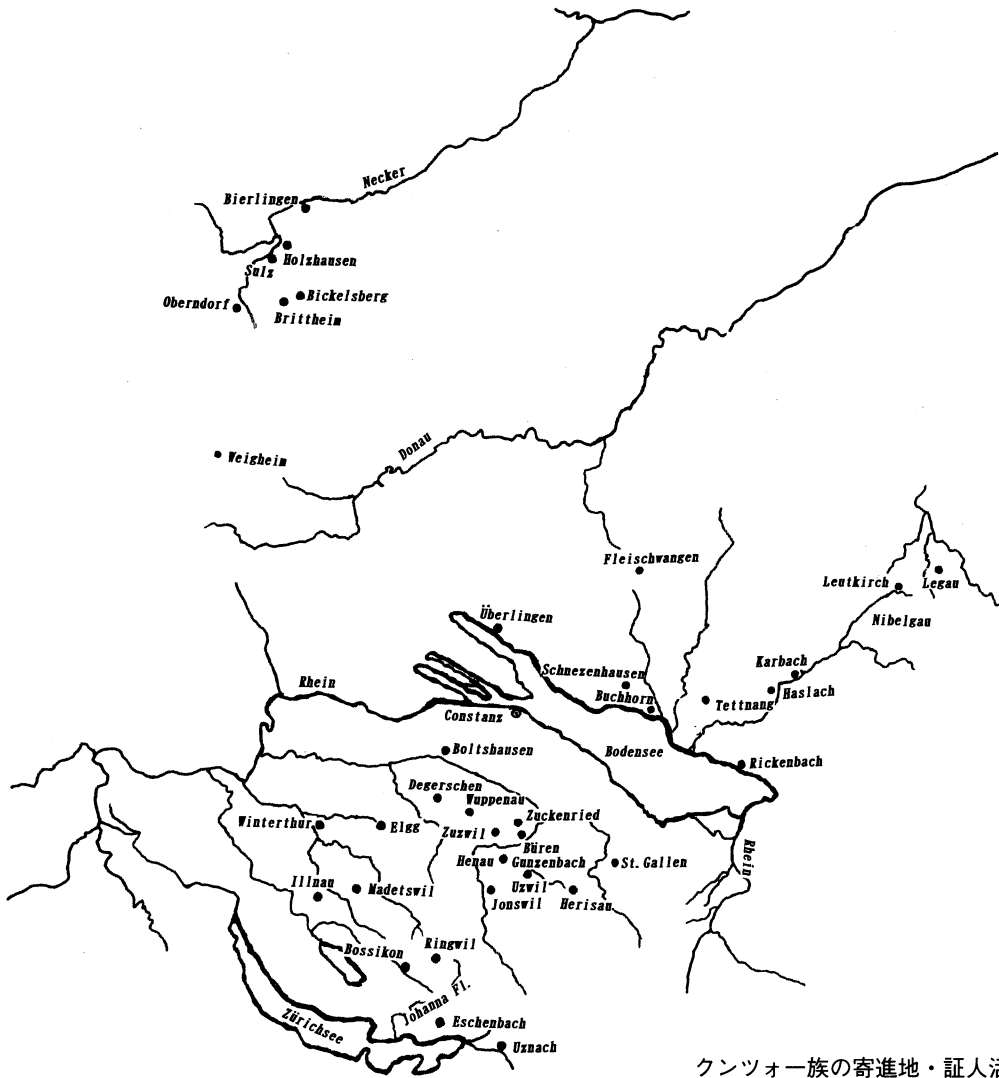 Necker
Bierlingen
Holzhausen
Sulz
Bickelsberg
Oberndorf
Brittheim
Donau
Weigheim
Fleischwangen
Leutkirch
Legau
Nibelgau
Überlingen
Schnezenhausen
Karbach
Rhein
Buchhorn
Haslach
Tettnang
Constanz
Boltshausen
Bodensee
Rickenbach
Degerschen
Wuppenau
Zuckenried
Winterthur
Elgg
Zuzwil
Büren
Rhein
Henau
Gunzenbach
St. Gallen
Illnau
Madetswil
Uzwil
Jonswil
Herisau
Ringwil
Bossikon
Johanna Fl.
Zürichsee
Eschenbach
Uznach
クンツォー族の寄進地・証人活